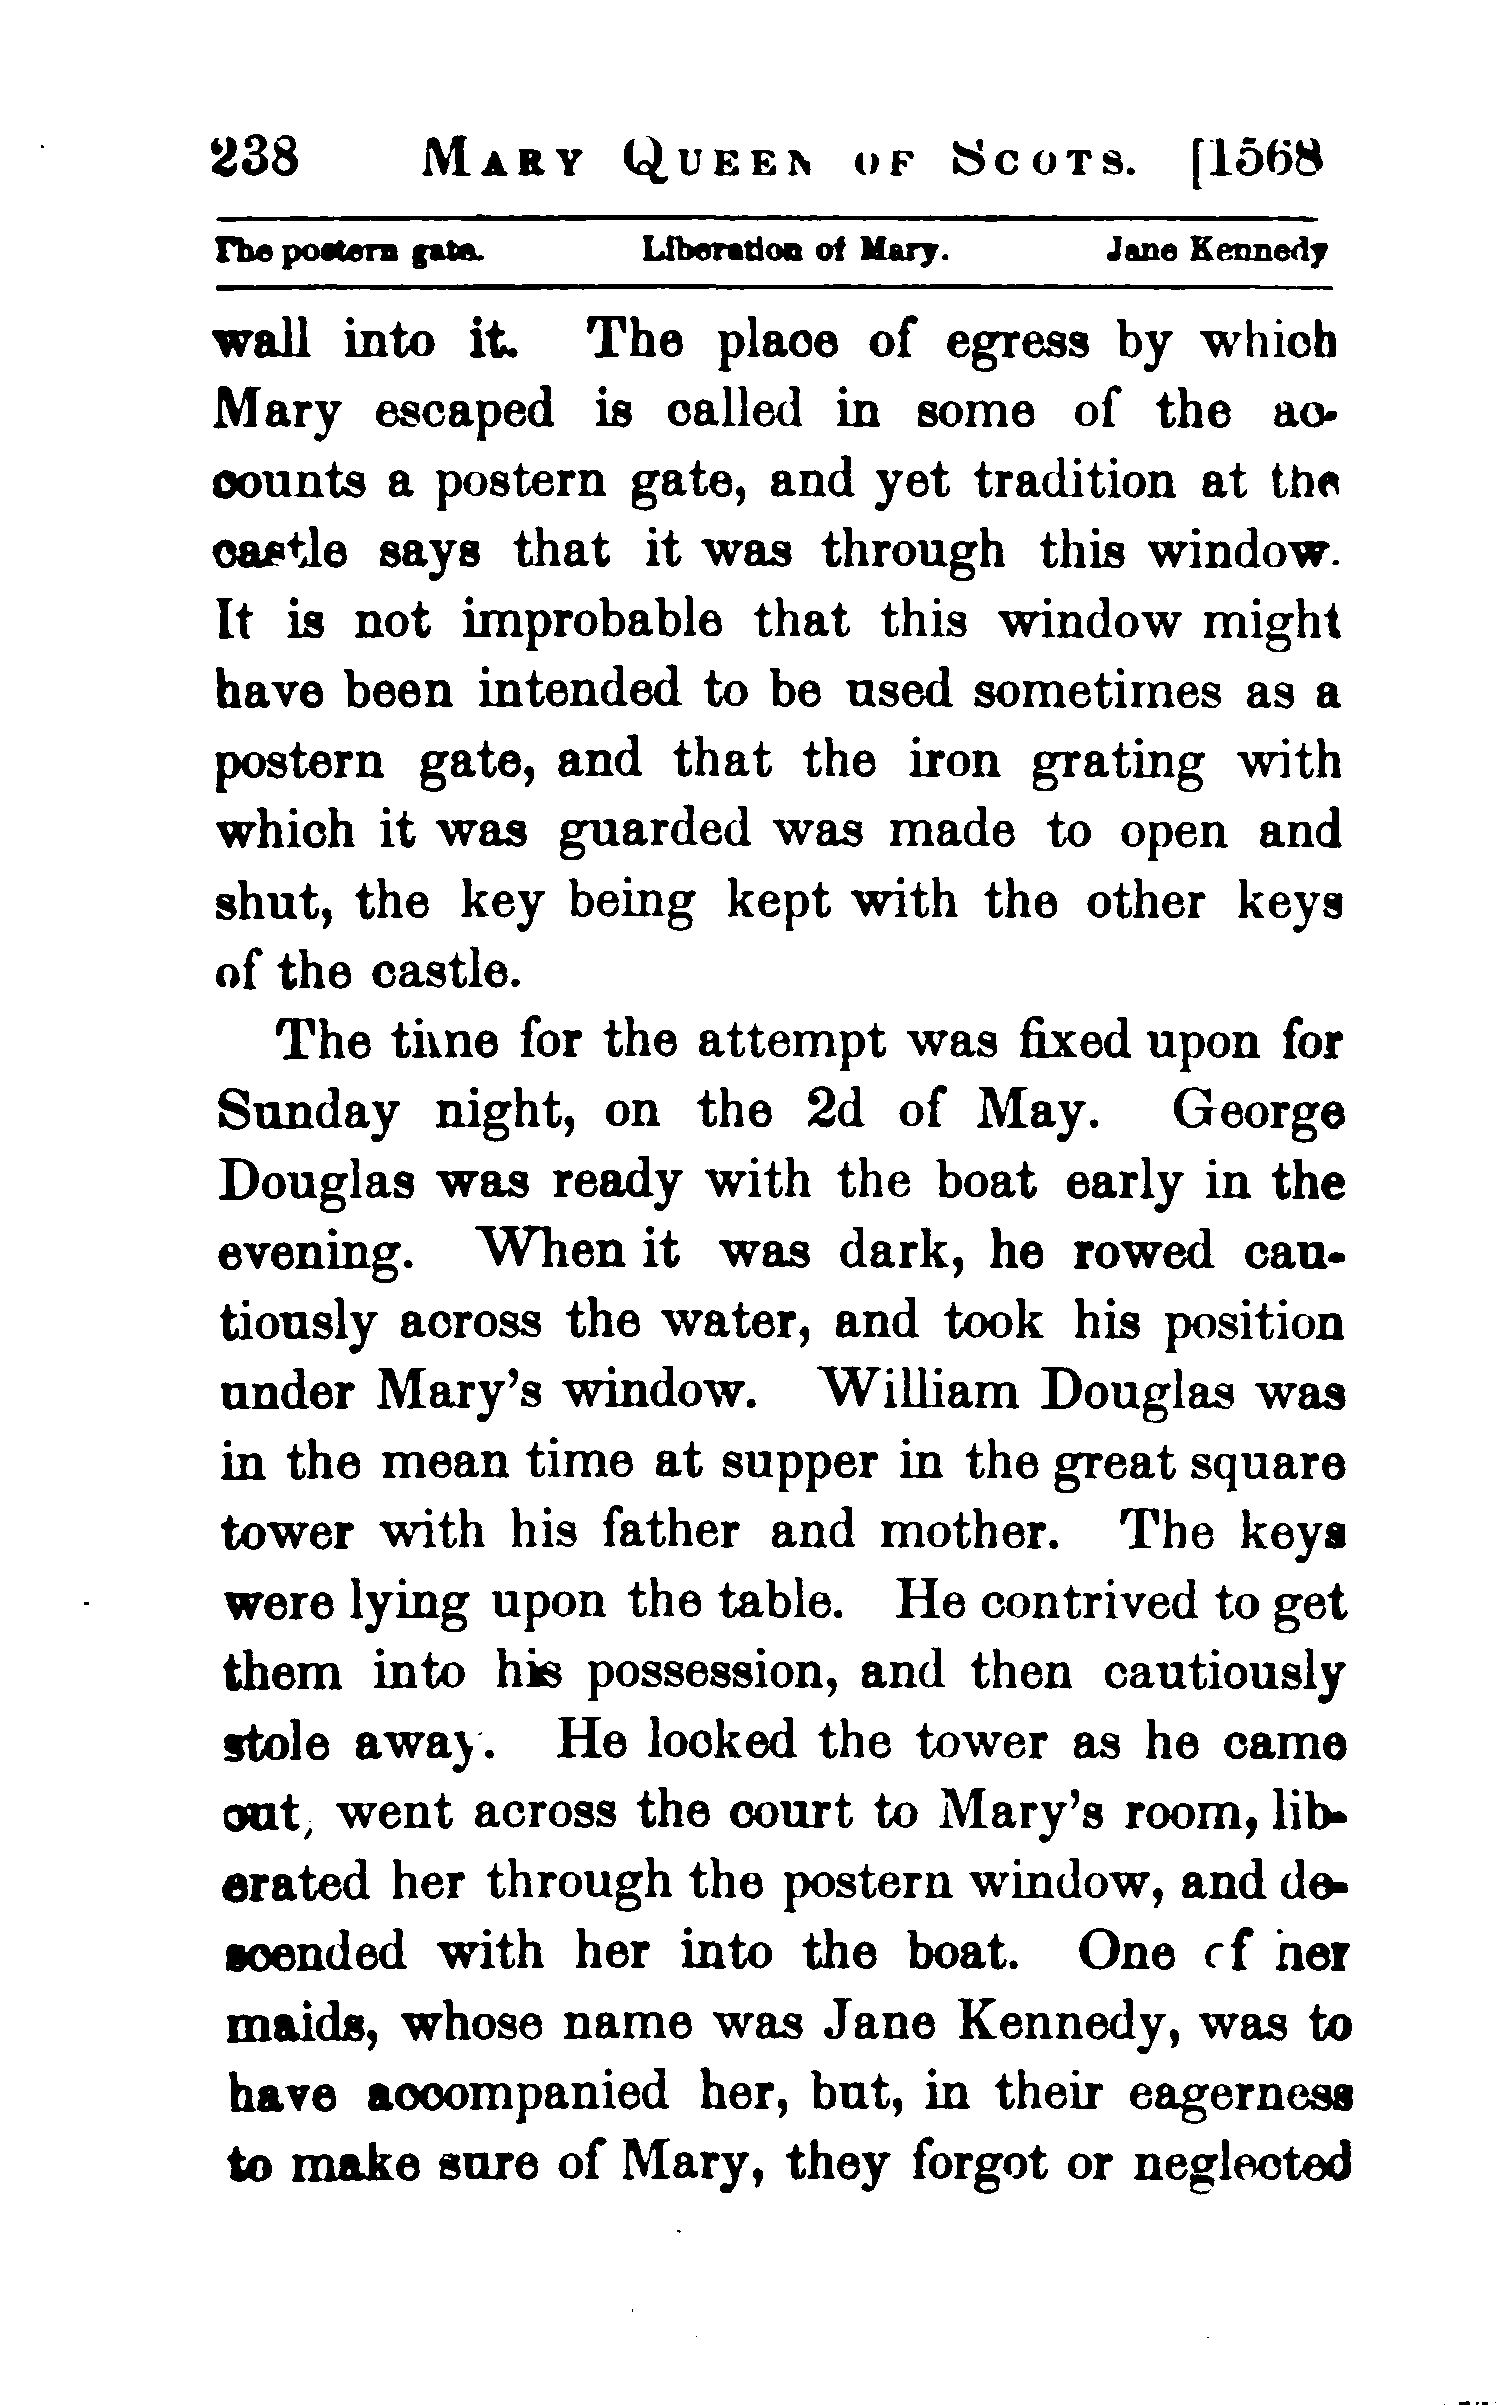 238 MARY QUEEN OF SCOTS. [1568
The postern gate. Liberation of Mary. Jane Kennedy
wall into it. The place of egress by which
Mary escaped is called in some of the ac-
counts a postern gate, and yet tradition at the
castle says that it was through this window.
It is not improbable that this window might
have been intended to be used sometimes as a
postern gate, and that the iron grating with
which it was guarded was made to open and
shut, the key being kept with the other keys
of the castle.
The time for the attempt was fixed upon for
Sunday night, on the 2d of May. George
Douglas was ready with the boat early in the
evening. When it was dark, he rowed cau-
tiously across the water, and took his position
under Mary's window. William Douglas was
in the mean time at supper in the great square
tower with his father and mother. The keys
were lying upon the table. He contrived to get
them into his possession, and then cautiously
stole away. He looked the tower as he came
out, went across the court to Mary's room, lib-
erated her through the postern window, and de-
scended with her into the boat. One of her
maids, whose name was Jane Kennedy, was to
have accompanied her, but, in their eagerness
to make sure of Mary, they forgot or neglected